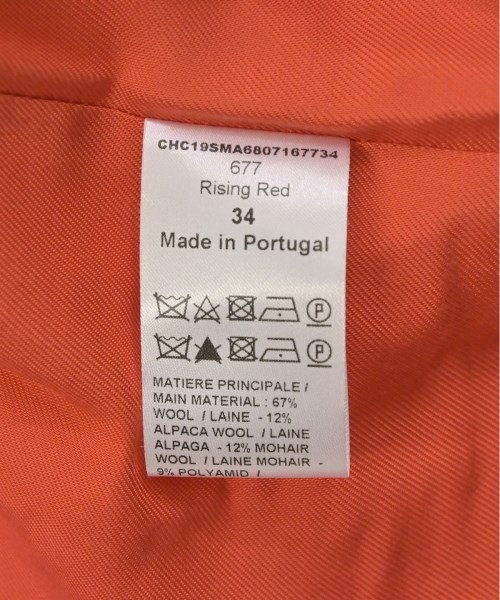 CHC19SMA6807167734
677
Rising Red
34
Made in Portugal
MATIERE PRINCIPALE /
MAIN MATERIAL : 67%
WOOL / LAINE - 12%
ALPACA WOOL / LAINE
ALPAGA - 12% MOHAIR
WOOL / LAINE MOHAIR -
9% POLYAMID /